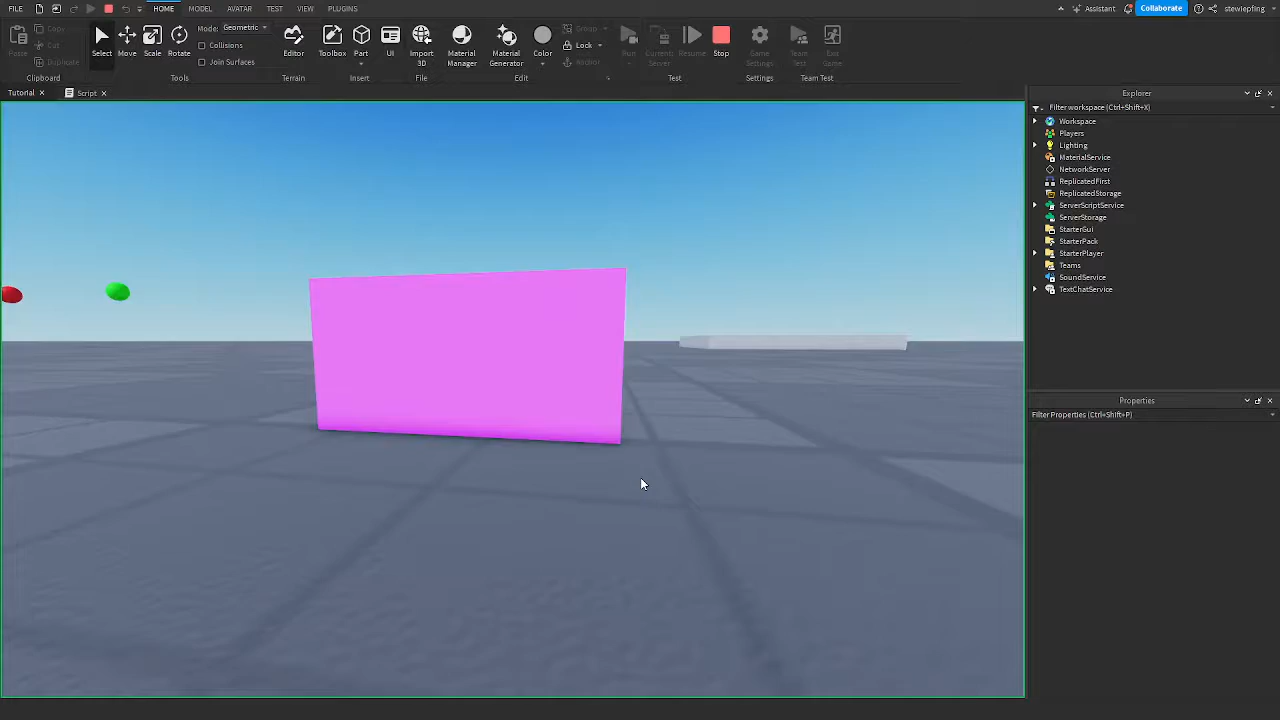 FILE HOME MODEL AVATAR TEST VIEW PLUGINS Assistant Collaborate stewiepfing
Paste Copy Cut Duplicate Select Move Scale Rotate Mode: Geometric Collisions Join Surfaces Editor Toolbox Part UI Import 3D Material Manager Material Generator Color Group Lock Anchor Run Current: Server Resume Stop Game Settings Team Test Exit Game
Clipboard Tools Terrain Insert File Edit Test Settings Team Test
Tutorial Script
Explorer
Filter workspace (Ctrl+Shift+X)
Workspace
Players
Lighting
MaterialService
NetworkServer
ReplicatedFirst
ReplicatedStorage
ServerScriptService
ServerStorage
StarterGui
StarterPack
StarterPlayer
Teams
SoundService
TextChatService
Properties
Filter Properties (Ctrl+Shift+P)